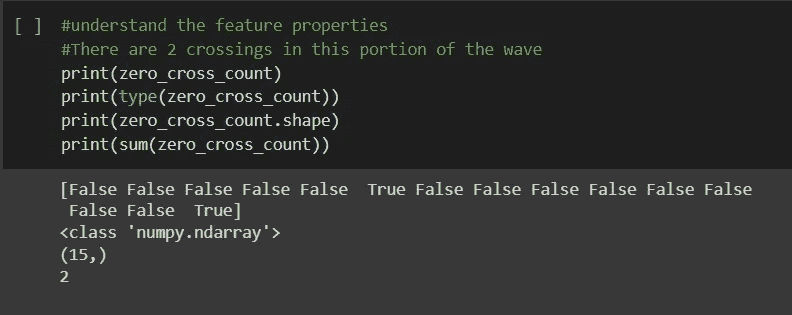 [ ] #understand the feature properties
#There are 2 crossings in this portion of the wave
print(zero_cross_count)
print(type(zero_cross_count))
print(zero_cross_count.shape)
print(sum(zero_cross_count))
[False False False False False  True False False False False False False
 False False  True]
<class 'numpy.ndarray'>
(15,)
2